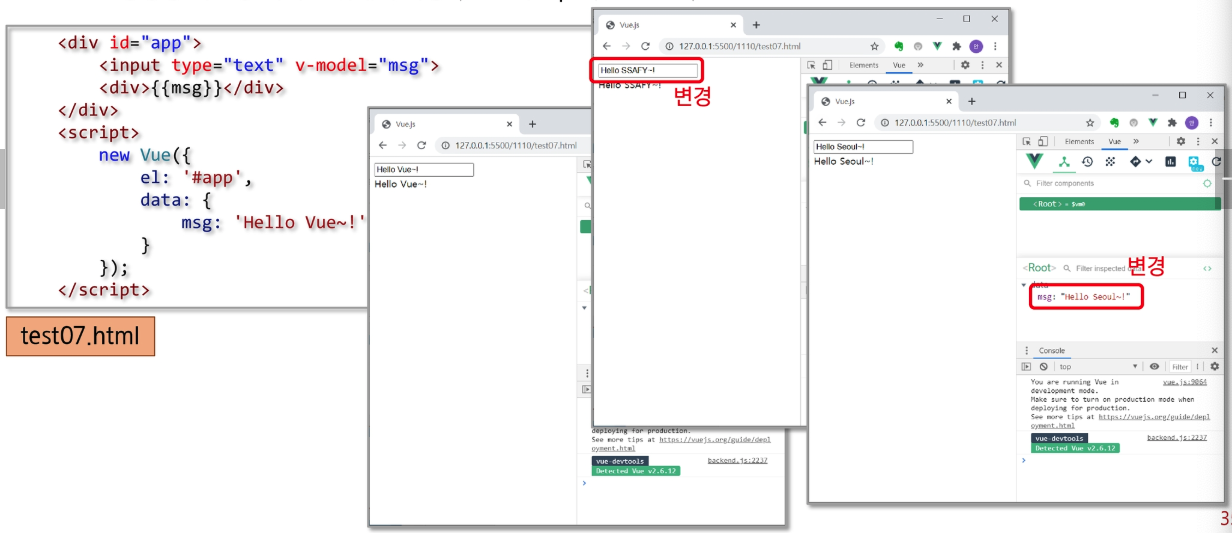 <div id="app">
<input type="text" v-model="msg">
<div>{{msg}}</div>
</div>
<script>
new Vue({
el: '#app',
data: {
msg: 'Hello Vue~!'
}
});
</script>
test07.html
Vue.js
127.0.0.1:5500/1110/test07.html
Hello Vue~!
Hello Vue~!
deploying for production.
See more tips at https://vuejs.org/guide/depl
oyment.html
vue-devtools backend.js:2237
Detected Vue v2.6.12
Vue.js
127.0.0.1:5500/1110/test07.html
Elements Vue
Hello SSAFY~!
Hello SSAFY~!
변경
Vue.js
127.0.0.1:5500/1110/test07.html
Elements Vue
Hello Seoul~!
Hello Seoul~!
Filter components
<Root> = $vm0
<Root> Filter inspected data
변경
data
msg: "Hello Seoul~!"
Console
top Filter
You are running Vue in vue.js:9064
development mode.
Make sure to turn on production mode when
deploying for production.
See more tips at https://vuejs.org/guide/depl
oyment.html
vue-devtools backend.js:2237
Detected Vue v2.6.12